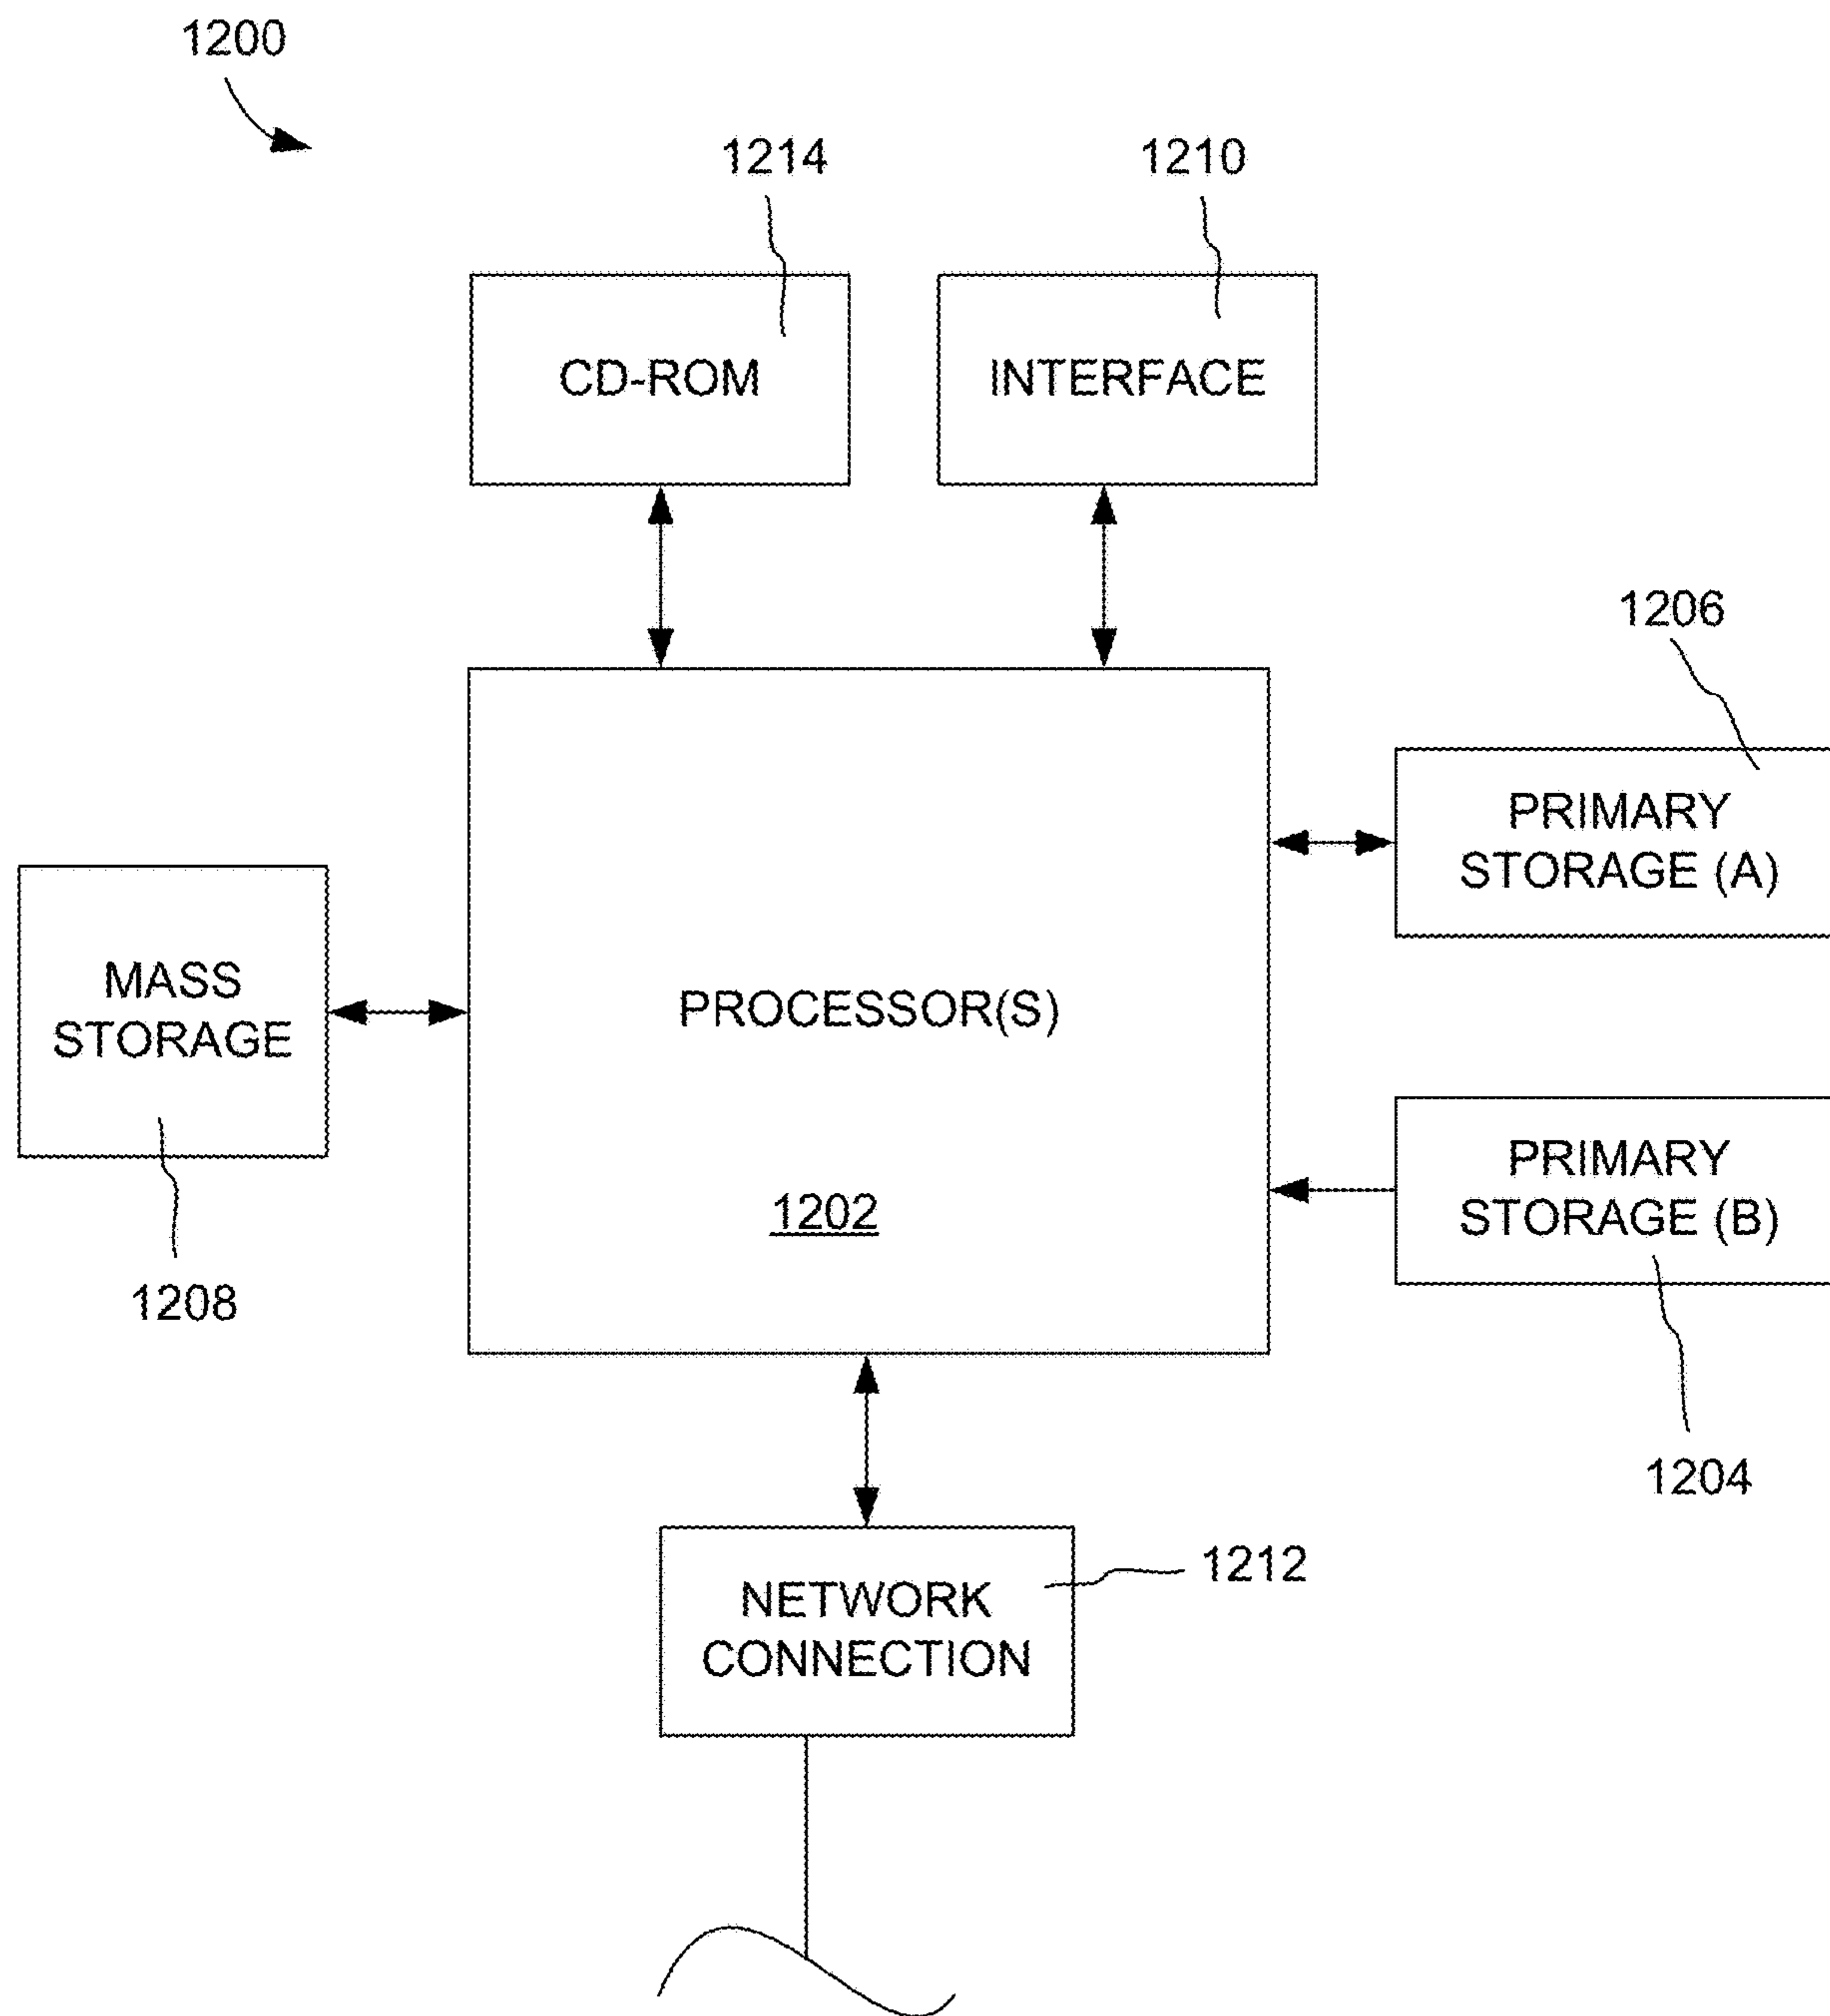 1200
1214
1210
CD-ROM
INTERFACE
1206
PRIMARY
STORAGE (A)
MASS
STORAGE
PROCESSOR(S)
1202
PRIMARY
STORAGE (B)
1208
1204
1212
NETWORK
CONNECTION